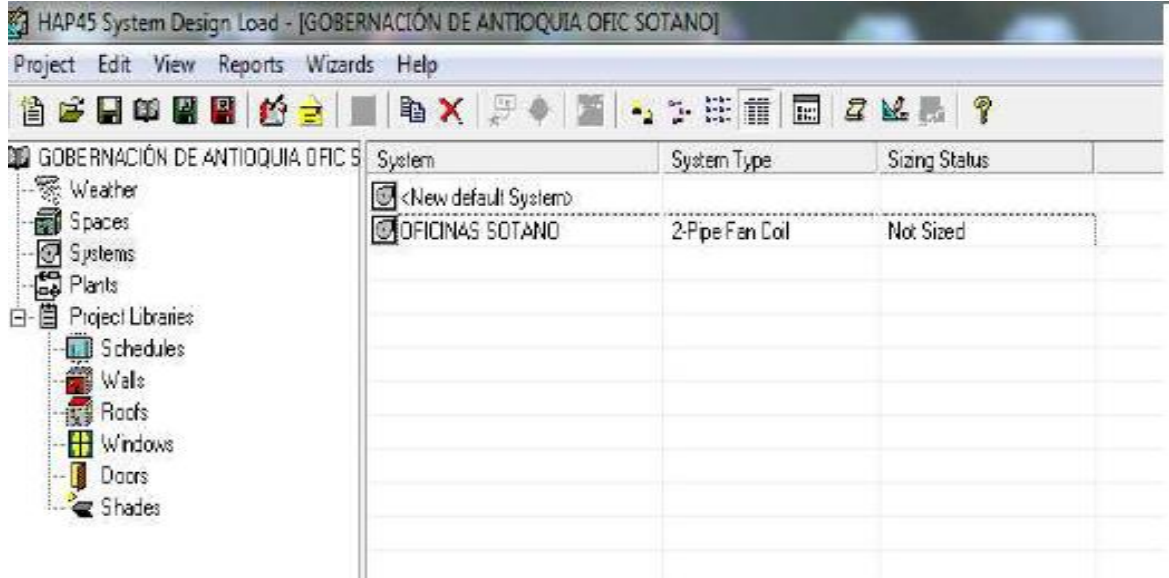 HAP45 System Design Load - [GOBERNACIÓN DE ANTIOQUIA OFIC SOTANO]
Project Edit View Reports Wizards Help
GOBERNACIÓN DE ANTIOQUIA OFIC S
Weather
Spaces
Systems
Plants
Project Libraries
Schedules
Walls
Roofs
Windows
Doors
Shades
System System Type Sizing Status
<New default System>
OFICINAS SOTANO 2-Pipe Fan Coil Not Sized